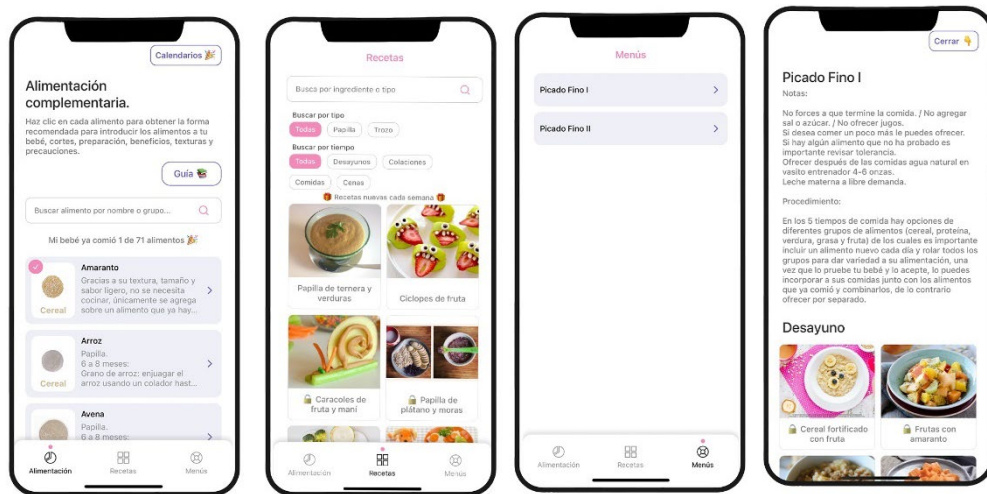 Calendarios
Alimentación
complementaria.
Haz clic en cada alimento para obtener la forma
recomendada para introducir los alimentos a tu
bebé, cortes, preparación, beneficios, texturas y
precauciones.
Guía
Buscar alimento por nombre o grupo...
Mi bebé ya comió 1 de 71 alimentos
Amaranto
Gracias a su textura, tamaño y
sabor ligero, no se necesita
cocinar, únicamente se agrega
sobre un alimento que ya hay...
Cereal
Arroz
Papilla.
6 a 8 meses:
Grano de arroz: enjuagar el
arroz usando un colador hast...
Cereal
Avena
Papilla.
6 a 8 meses:
Alimentación
Recetas
Menús
Recetas
Busca por ingrediente o tipo
Buscar por tipo
Todas Papilla Trozo
Buscar por tiempo
Todas Desayunos Colaciones
Comidas Cenas
Recetas nuevas cada semana
Papilla de ternera y
verduras
Cíclopes de fruta
Caracoles de
fruta y maní
Papilla de
plátano y moras
Alimentación
Recetas
Menús
Menús
Picado Fino I
Picado Fino II
Alimentación
Recetas
Menús
Cerrar
Picado Fino I
Notas:
No forces a que termine la comida. / No agregar
sal o azúcar. / No ofrecer jugos.
Si desea comer un poco más le puedes ofrecer.
Si hay algún alimento que no ha probado es
importante revisar tolerancia.
Ofrecer después de las comidas agua natural en
vasito entrenador 4-6 onzas.
Leche materna a libre demanda.
Procedimiento:
En los 5 tiempos de comida hay opciones de
diferentes grupos de alimentos (cereal, proteína,
verdura, grasa y fruta) de los cuales es importante
incluir un alimento nuevo cada día y rolar todos los
grupos para dar variedad a su alimentación, una
vez que lo pruebe tu bebé y lo acepte, lo puedes
incorporar a sus comidas junto con los alimentos
que ya comió y combinarlos, de lo contrario
ofrecer por separado.
Desayuno
Cereal fortificado
con fruta
Frutas con
amaranto